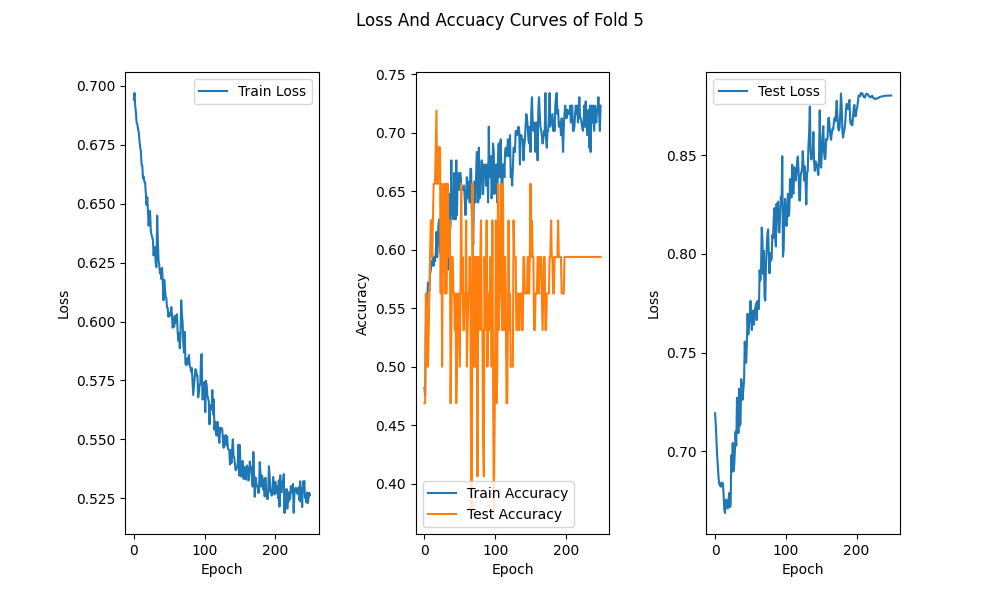 Loss And Accuacy Curves of Fold 5
Train Loss
0.700
0.675
0.650
0.625
0.600
0.575
0.550
0.525
Loss
0
100
200
Epoch
0.75
0.70
0.65
0.60
0.55
0.50
0.45
0.40
Accuracy
Train Accuracy
Test Accuracy
0
100
200
Epoch
Test Loss
0.85
0.80
0.75
0.70
Loss
0
100
200
Epoch